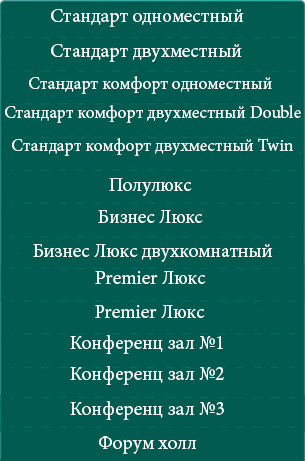 Стандарт одноместный
Стандарт двухместный
Стандарт комфорт одноместный
Стандарт комфорт двухместный Double
Стандарт комфорт двухместный Twin
Полулюкс
Бизнес Люкс
Бизнес Люкс двухкомнатный
Premier Люкс
Premier Люкс
Конференц зал №1
Конференц зал №2
Конференц зал №3
Форум холл